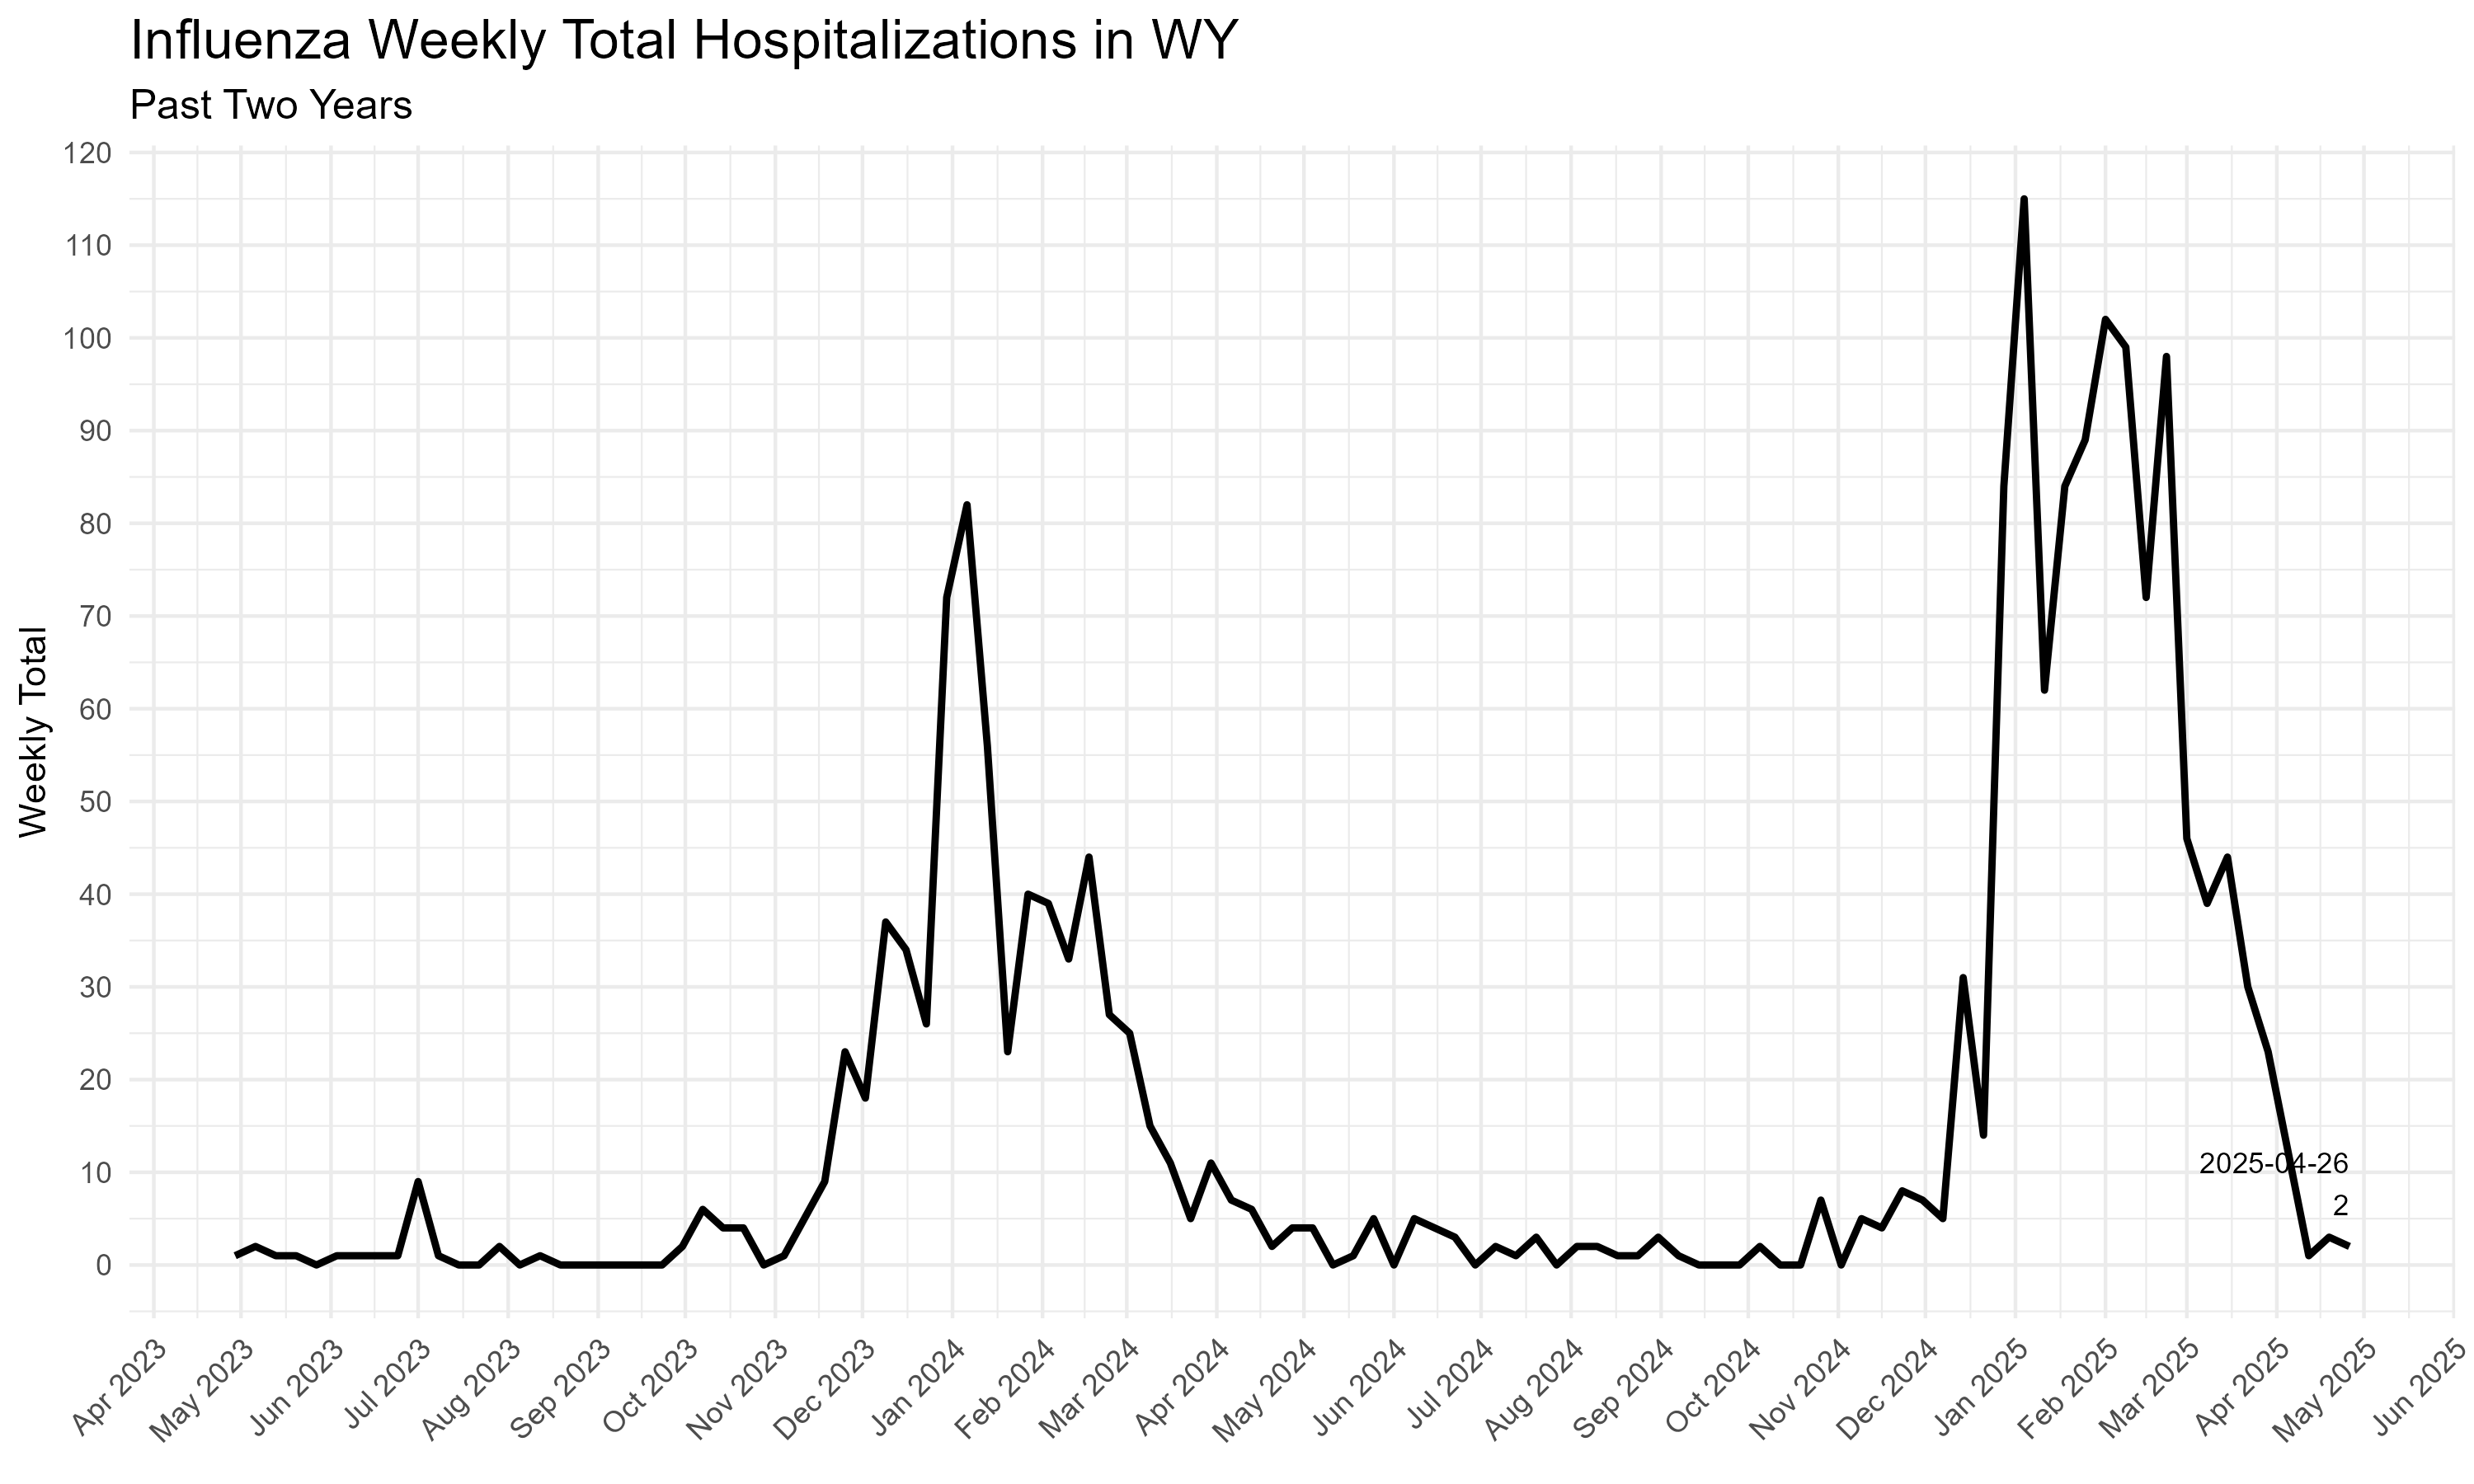 Influenza Weekly Total Hospitalizations in WY
Past Two Years
120
110
100
90
80
70
60
50
40
30
20
10
0
Weekly Total
2025-04-26
2
Apr 2023
May 2023
Jun 2023
Jul 2023
Aug 2023
Sep 2023
Oct 2023
Nov 2023
Dec 2023
Jan 2024
Feb 2024
Mar 2024
Apr 2024
May 2024
Jun 2024
Jul 2024
Aug 2024
Sep 2024
Oct 2024
Nov 2024
Dec 2024
Jan 2025
Feb 2025
Mar 2025
Apr 2025
May 2025
Jun 2025